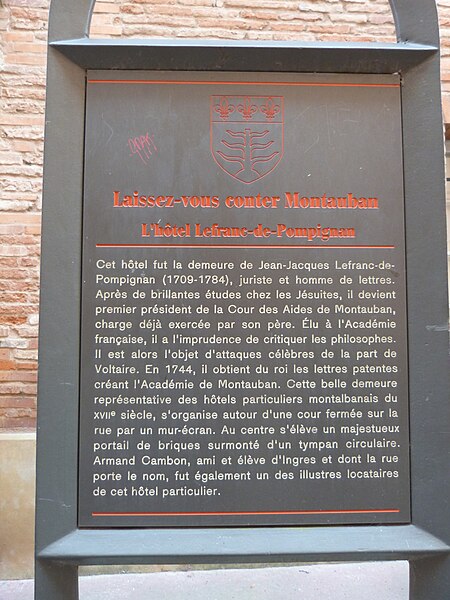 Laissez-vous conter Montauban
L'hôtel Lefranc-de-Pompignan
Cet hôtel fut la demeure de Jean-Jacques Lefranc-de-
Pompignan (1709-1784), juriste et homme de lettres.
Après de brillantes études chez les Jésuites, il devient
premier président de la Cour des Aides de Montauban,
charge déjà exercée par son père. Élu à l'Académie
française, il a l'imprudence de critiquer les philosophes.
Il est alors l'objet d'attaques célèbres de la part de
Voltaire. En 1744, il obtient du roi les lettres patentes
créant l'Académie de Montauban. Cette belle demeure
représentative des hôtels particuliers montalbanais du
XVIIe siècle, s'organise autour d'une cour fermée sur la
rue par un mur-écran. Au centre s'élève un majestueux
portail de briques surmonté d'un tympan circulaire.
Armand Cambon, ami et élève d'Ingres et dont la rue
porte le nom, fut également un des illustres locataires
de cet hôtel particulier.